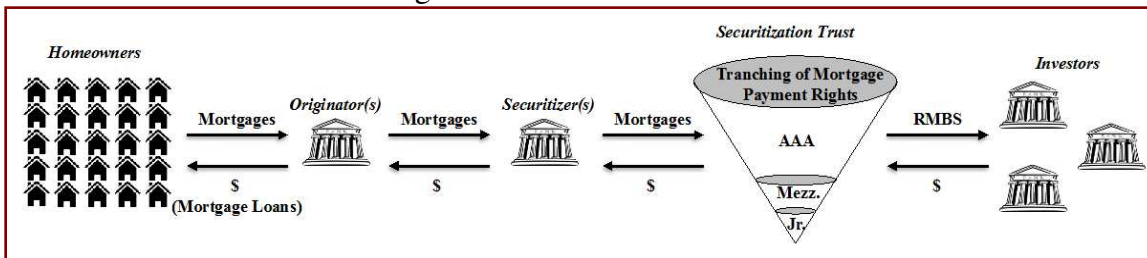 Securitization Trust
Homeowners
Investors
Originator(s)
Securitizer(s)
Tranching of Mortgage
Payment Rights
Mortgages
Mortgages
Mortgages
RMBS
AAA
$
$
$
$
(Mortgage Loans)
Mezz.
Jr.